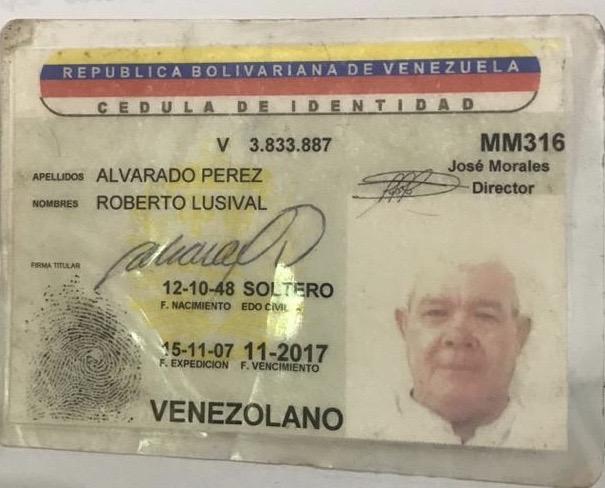 REPUBLICA BOLIVARIANA DE VENEZUELA
CEDULA DE IDENTIDAD
V 3.833.887
MM316
José Morales
Director
APELLIDOS ALVARADO PEREZ
NOMBRES ROBERTO LUSIVAL
FIRMA TITULAR
12-10-48 SOLTERO
F. NACIMIENTO EDO CIVIL
15-11-07 11-2017
F. EXPEDICION F. VENCIMIENTO
VENEZOLANO